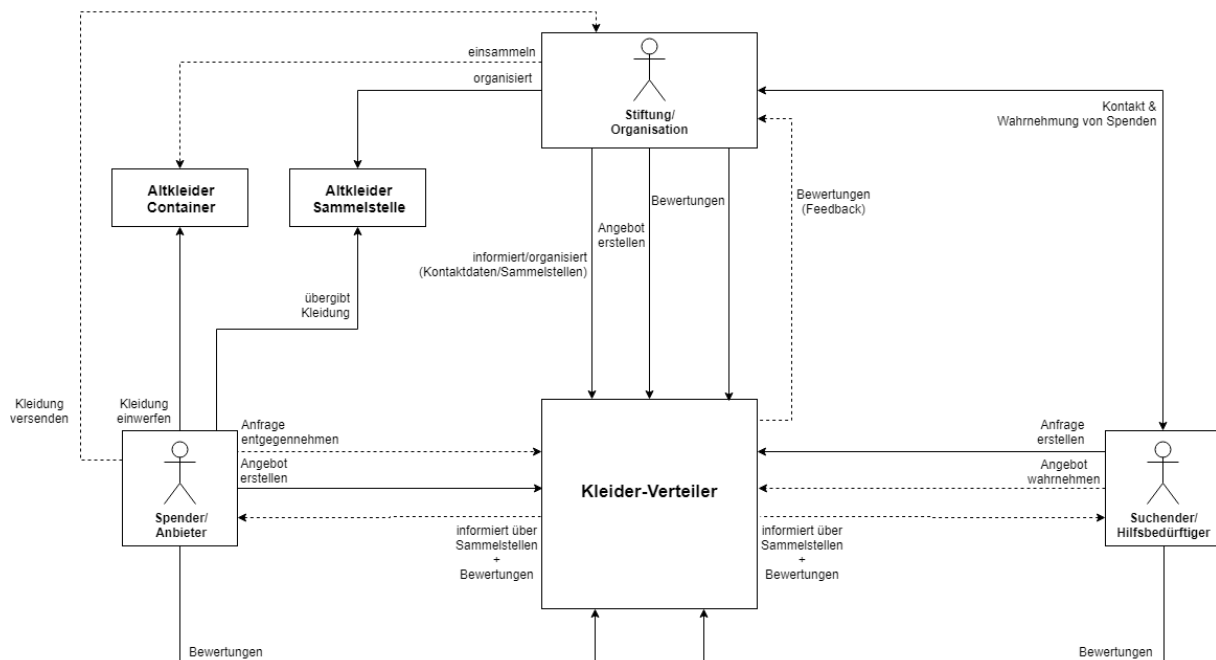 einsammeln
organisiert
Stiftung/
Organisation
Kontakt &
Wahrnehmung von Spenden
Altkleider
Container
Altkleider
Sammelstelle
Bewertungen
(Feedback)
Bewertungen
Angebot
erstellen
informiert/organisiert
(Kontaktdaten/Sammelstellen)
übergibt
Kleidung
Kleidung
versenden
Kleidung
einwerfen
Anfrage
entgegennehmen
Angebot
erstellen
Spender/
Anbieter
Kleider-Verteiler
Anfrage
erstellen
Angebot
wahrnehmen
Suchender/
Hilfsbedürftiger
informiert über
Sammelstellen
+
Bewertungen
informiert über
Sammelstellen
+
Bewertungen
Bewertungen
Bewertungen